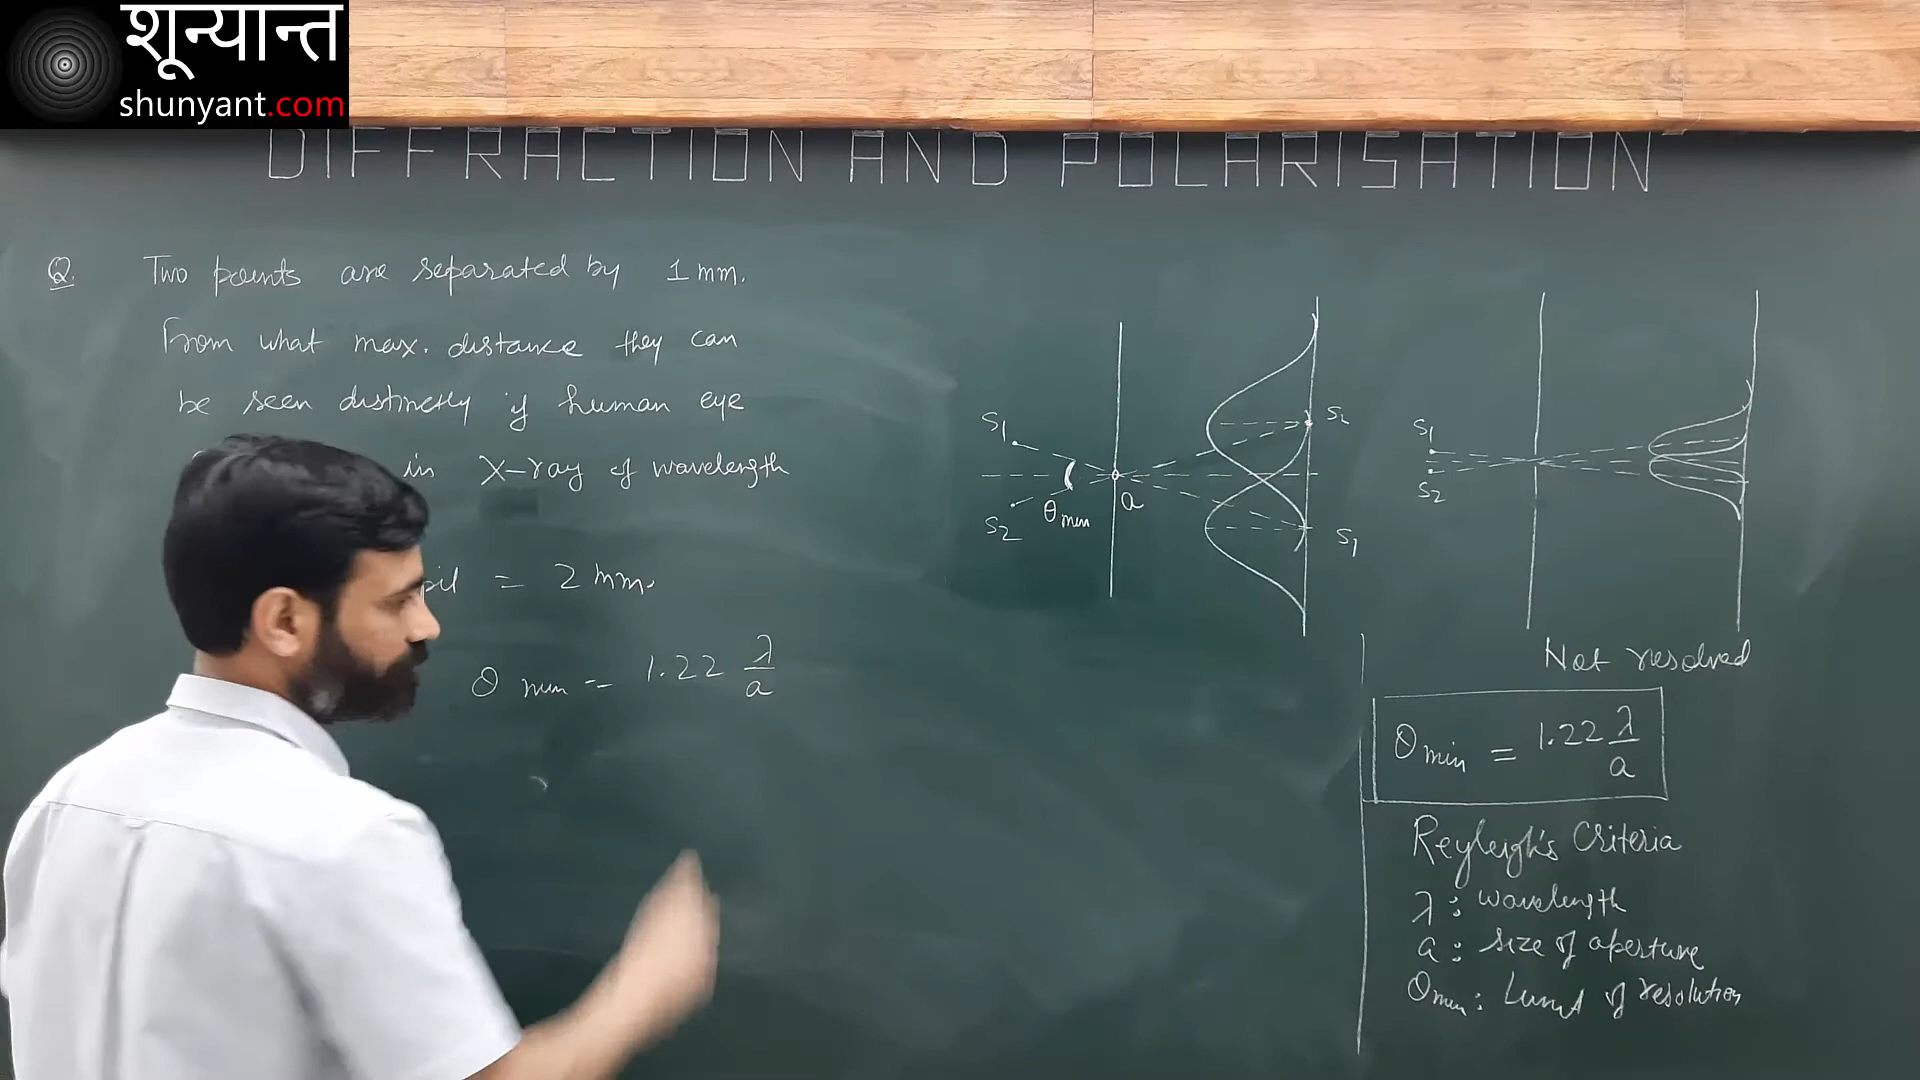 शून्यान्त
shunyant.com
DIFFRACTION AND POLARISATION
Q. Two points are separated by 1 mm.
From what max. distance they can
be seen distinctly if human eye
in X-ray of wavelength
= 2 mm.
θ min = 1.22 λ/a
S1
S2
θ min
a
S2
S1
S1
S2
Not resolved
θ min = 1.22 λ/a
Reyleigh's Criteria
λ : wavelength
a : size of aperture
θ min : Limit of resolution